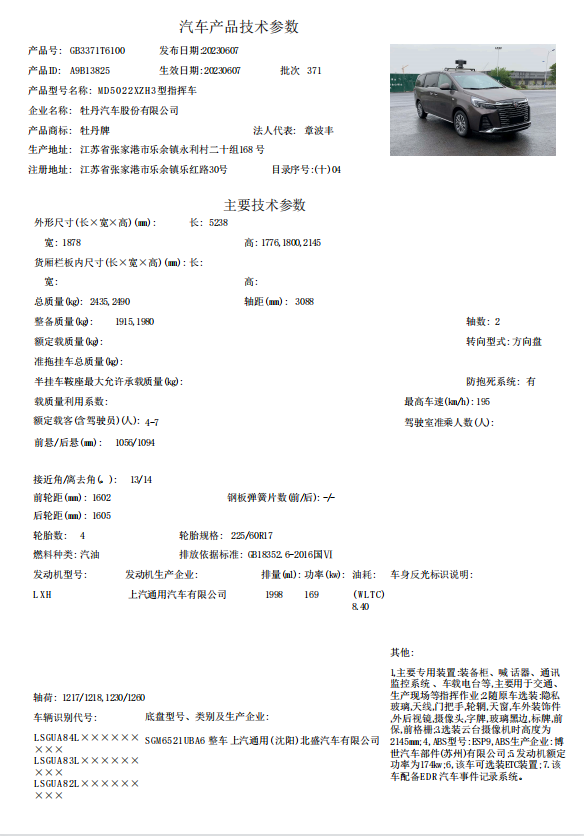 汽车产品技术参数
产品号: GB3371T6100 发布日期:20230607
产品ID: A9B13825 生效日期:20230607 批次 371
产品型号名称: MD5022XZH3型指挥车
企业名称: 牡丹汽车股份有限公司
产品商标: 牡丹牌 法人代表: 章波丰
生产地址: 江苏省张家港市乐余镇永利村二十组168号
注册地址: 江苏省张家港市乐余镇乐红路30号 目录序号:(十)04
主要技术参数
外形尺寸(长×宽×高)(mm): 长: 5238
宽: 1878 高: 1776,1800,2145
货厢栏板内尺寸(长×宽×高)(mm): 长:
宽: 高:
总质量(kg): 2435,2490 轴距(mm): 3088
整备质量(kg): 1915,1980 轴数: 2
额定载质量(kg): 转向型式: 方向盘
准拖挂车总质量(kg):
半挂车鞍座最大允许承载质量(kg): 防抱死系统: 有
载质量利用系数: 最高车速(km/h): 195
额定载客(含驾驶员)(人): 4-7 驾驶室准乘人数(人):
前悬/后悬(mm): 1056/1094
接近角/离去角(。): 13/14
前轮距(mm): 1602 钢板弹簧片数(前/后): -/-
后轮距(mm): 1605
轮胎数: 4 轮胎规格: 225/60R17
燃料种类: 汽油 排放依据标准: GB18352.6-2016国Ⅵ
发动机型号: 发动机生产企业: 排量(ml): 功率(kw): 油耗: 车身反光标识说明:
LXH 上汽通用汽车有限公司 1998 169 (WLTC)
8.40
其他:
1,主要专用装置:装备柜、喊话器、通讯
监控系统、车载电台等,主要用于交通、
生产现场等指挥作业;2随原车选装:隐私
玻璃,天线,门把手,轮辋,天窗,车外装饰件
,外后视镜,摄像头,字牌,玻璃黑边,标牌,前
保,前格栅;3,选装云台摄像机时高度为
2145mm;4,ABS型号:ESP9,ABS生产企业:博
世汽车部件(苏州)有限公司;5.发动机额定
功率为174kw;6,该车可选装ETC装置;7.该
车配备EDR汽车事件记录系统。
轴荷: 1217/1218,1230/1260
车辆识别代号: 底盘型号、类别及生产企业:
LSGUA84L×××××× SGM6521UBA6 整车 上汽通用(沈阳)北盛汽车有限公司
×××
LSGUA83L××××××
×××
LSGUA82L××××××
×××